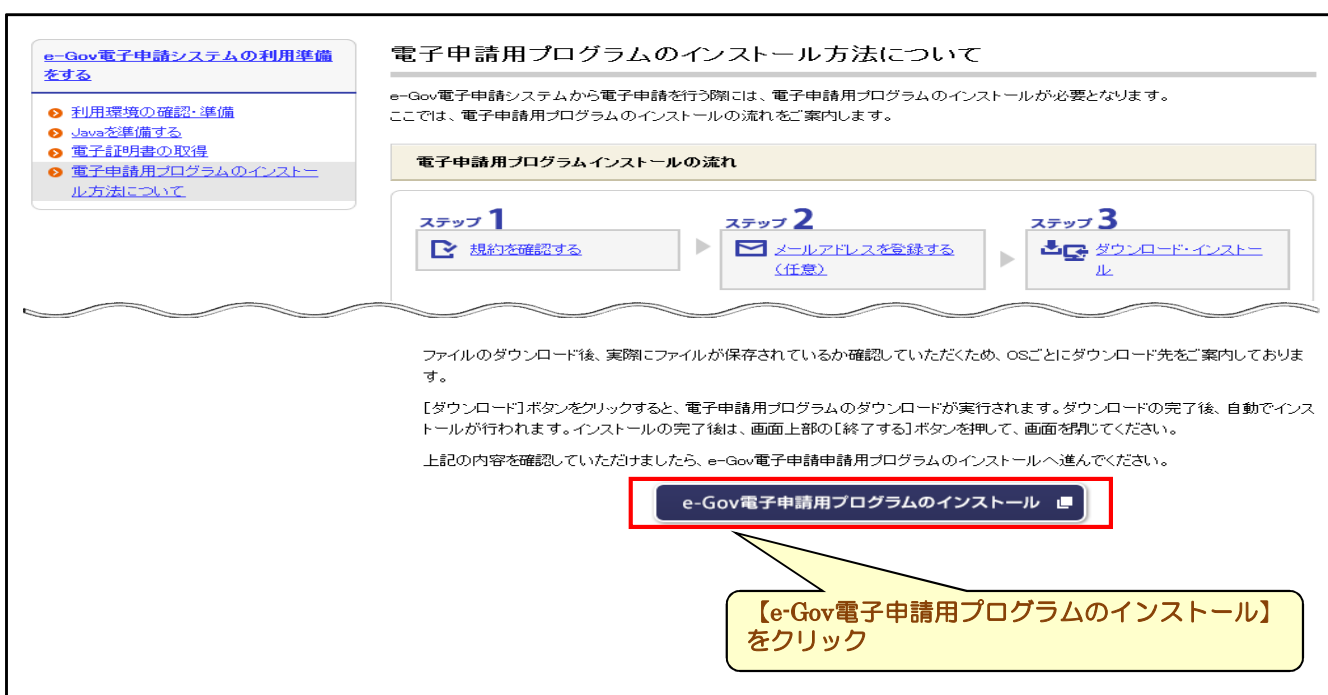 e-Gov電子申請システムの利用準備
をする
利用環境の確認・準備
Javaを準備する
電子証明書の取得
電子申請用プログラムのインストー
ル方法について
電子申請用プログラムのインストール方法について
e-Gov電子申請システムから電子申請を行う際には、電子申請用プログラムのインストールが必要となります。
ここでは、電子申請用プログラムのインストールの流れをご案内します。
電子申請用プログラムインストールの流れ
ステップ 1
規約を確認する
ステップ 2
メールアドレスを登録する
(任意)
ステップ 3
ダウンロード・インストー
ル
ファイルのダウンロード後、実際にファイルが保存されているか確認していただくため、OSごとにダウンロード先をご案内しておりま
す。
[ダウンロード]ボタンをクリックすると、電子申請用プログラムのダウンロードが実行されます。ダウンロードの完了後、自動でインス
トールが行われます。インストールの完了後は、画面上部の[終了する]ボタンを押して、画面を閉じてください。
上記の内容を確認していただけましたら、e-Gov電子申請申請用プログラムのインストールへ進んでください。
e-Gov電子申請用プログラムのインストール
【e-Gov電子申請用プログラムのインストール】
をクリック